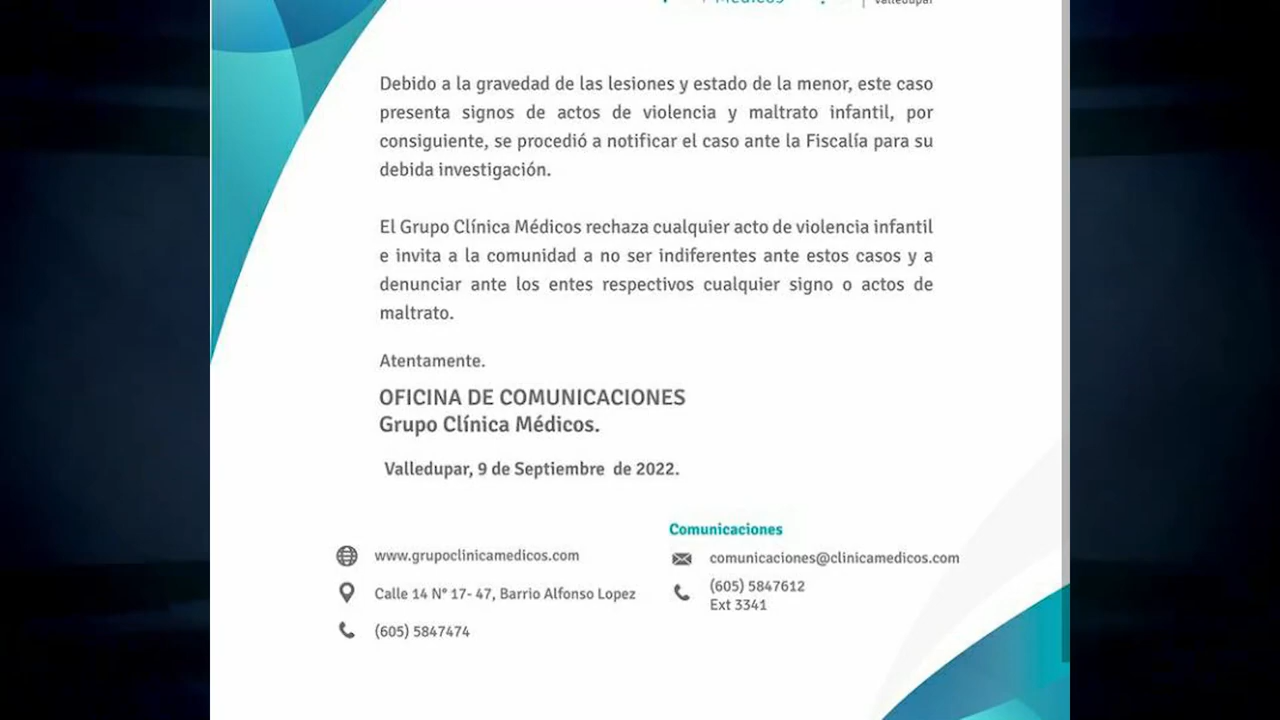 Médicos
Valledupar
Debido a la gravedad de las lesiones y estado de la menor, este caso
presenta signos de actos de violencia y maltrato infantil, por
consiguiente, se procedió a notificar el caso ante la Fiscalía para su
debida investigación.
El Grupo Clínica Médicos rechaza cualquier acto de violencia infantil
e invita a la comunidad a no ser indiferentes ante estos casos y a
denunciar ante los entes respectivos cualquier signo o actos de
maltrato.
Atentamente.
OFICINA DE COMUNICACIONES
Grupo Clínica Médicos.
Valledupar, 9 de Septiembre de 2022.
www.grupoclinicamedicos.com
Calle 14 N° 17- 47, Barrio Alfonso Lopez
(605) 5847474
Comunicaciones
comunicaciones@clinicamedicos.com
(605) 5847612
Ext 3341